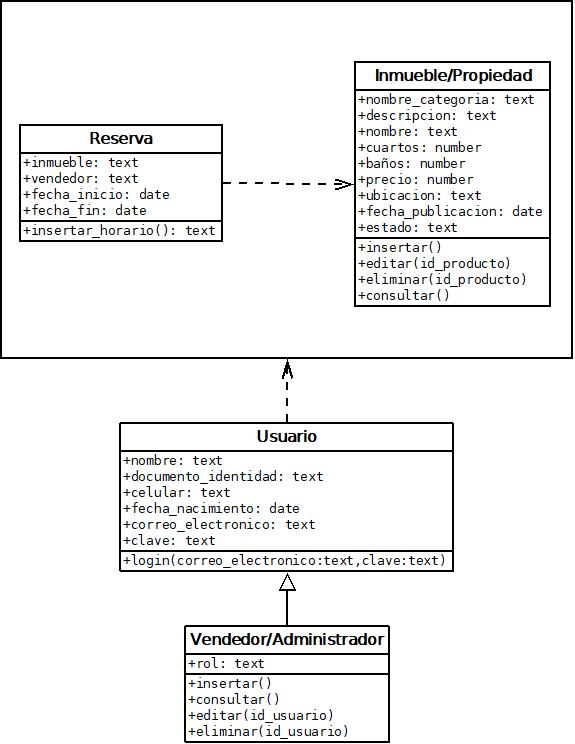 Reserva
+inmueble: text
+vendedor: text
+fecha_inicio: date
+fecha_fin: date
+insertar_horario(): text
Inmueble/Propiedad
+nombre_categoria: text
+descripcion: text
+nombre: text
+cuartos: number
+baños: number
+precio: number
+ubicacion: text
+fecha_publicacion: date
+estado: text
+insertar()
+editar(id_producto)
+eliminar(id_producto)
+consultar()
Usuario
+nombre: text
+documento_identidad: text
+celular: text
+fecha_nacimiento: date
+correo_electronico: text
+clave: text
+login(correo_electronico:text,clave:text)
Vendedor/Administrador
+rol: text
+insertar()
+consultar()
+editar(id_usuario)
+eliminar(id_usuario)